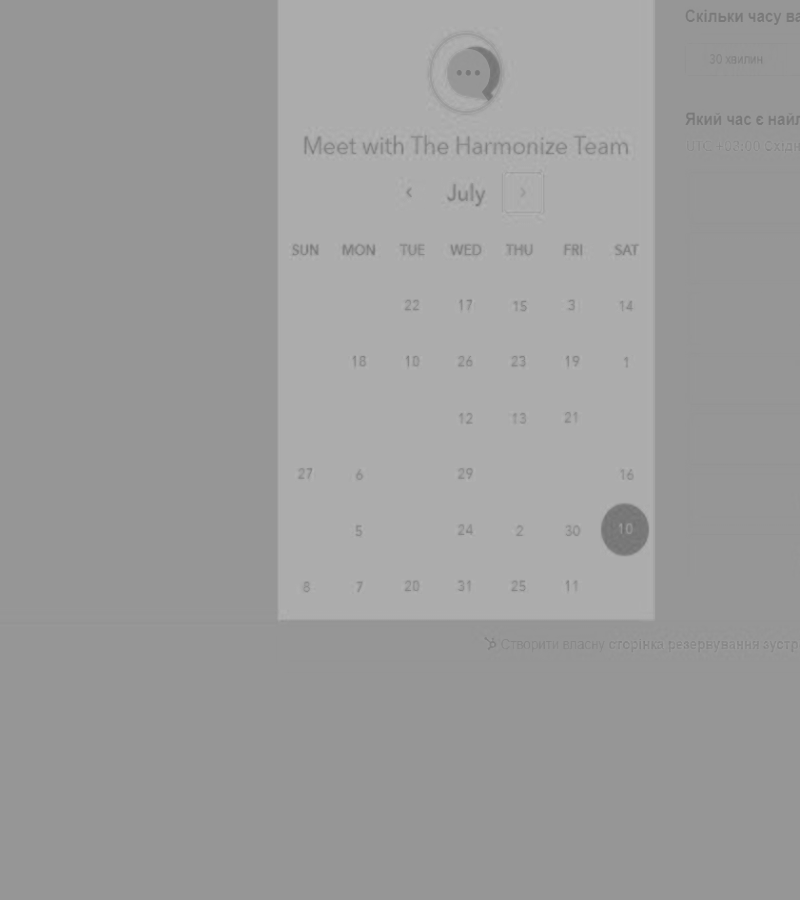 Скільки часу ва
30 хвилин
Meet with The Harmonize Team
‹ July ›
Який час є найл
UTC +03:00 Східн
SUN MON TUE WED THU FRI SAT
22 17 15 3 14
18 10 26 23 19 1
12 13 21
27 6 29 16
5 24 2 30 10
8 7 20 31 25 11
Створити власну сторінка резервування зустр